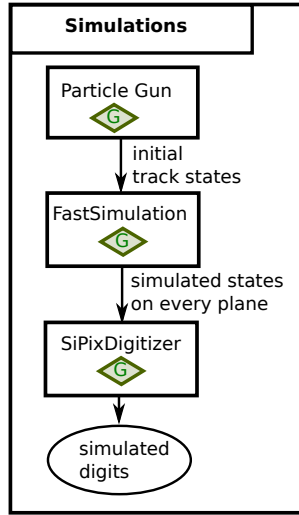 Simulations
Particle Gun
G
initial
track states
FastSimulation
G
simulated states
on every plane
SiPixDigitizer
G
simulated
digits